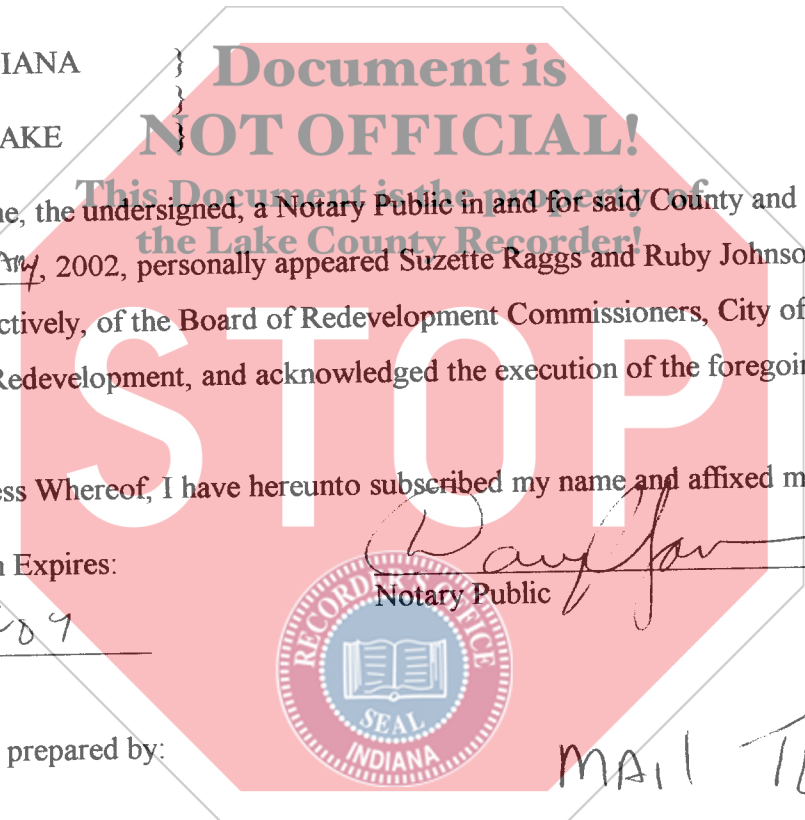 IANA } Document is
}
AKE } NOT OFFICIAL!
This Document is the property of
ne, the undersigned, a Notary Public in and for said County and
the Lake County Recorder!
, 2002, personally appeared Suzette Raggs and Ruby Johnso
ctively, of the Board of Redevelopment Commissioners, City of
Redevelopment, and acknowledged the execution of the foregoin
STOP
ess Whereof, I have hereunto subscribed my name and affixed m
n Expires:
Notary Public
RECORDER'S OFFICE
SEAL
INDIANA
prepared by:
MAIl